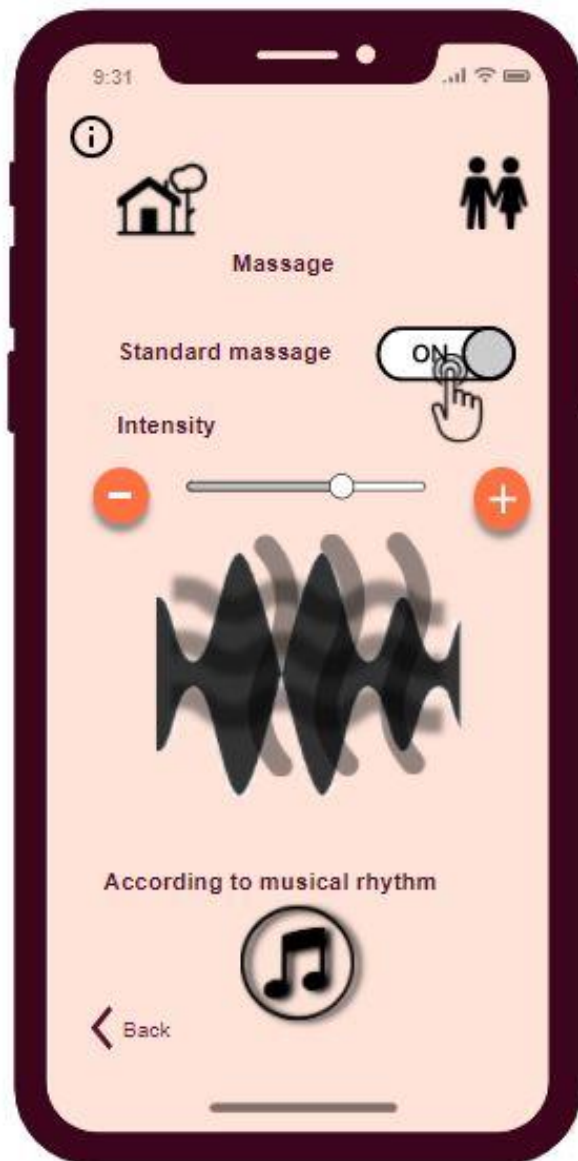 9:31
Massage
Standard massage
ON
Intensity
According to musical rhythm
Back